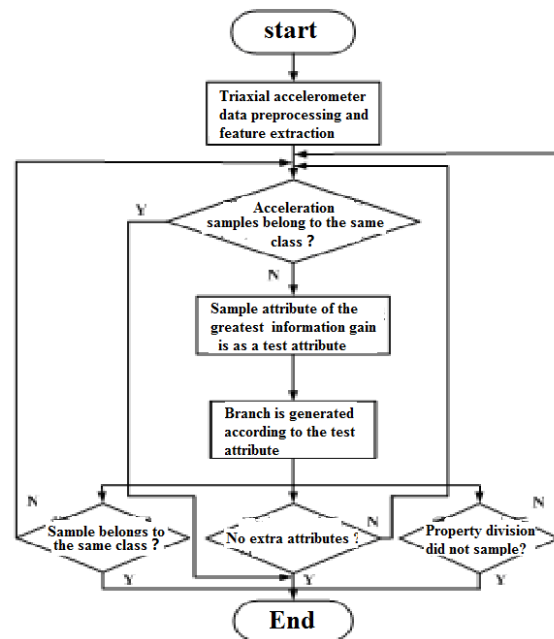 start
Triaxial accelerometer
data preprocessing and
feature extraction
Y
Acceleration
samples belong to the same
class ?
N
Sample attribute of the
greatest information gain
is as a test attribute
Branch is generated
according to the test
attribute
N
Sample belongs to
the same class ?
Y
No extra attributes ?
N
Y
N
Property division
did not sample?
Y
End